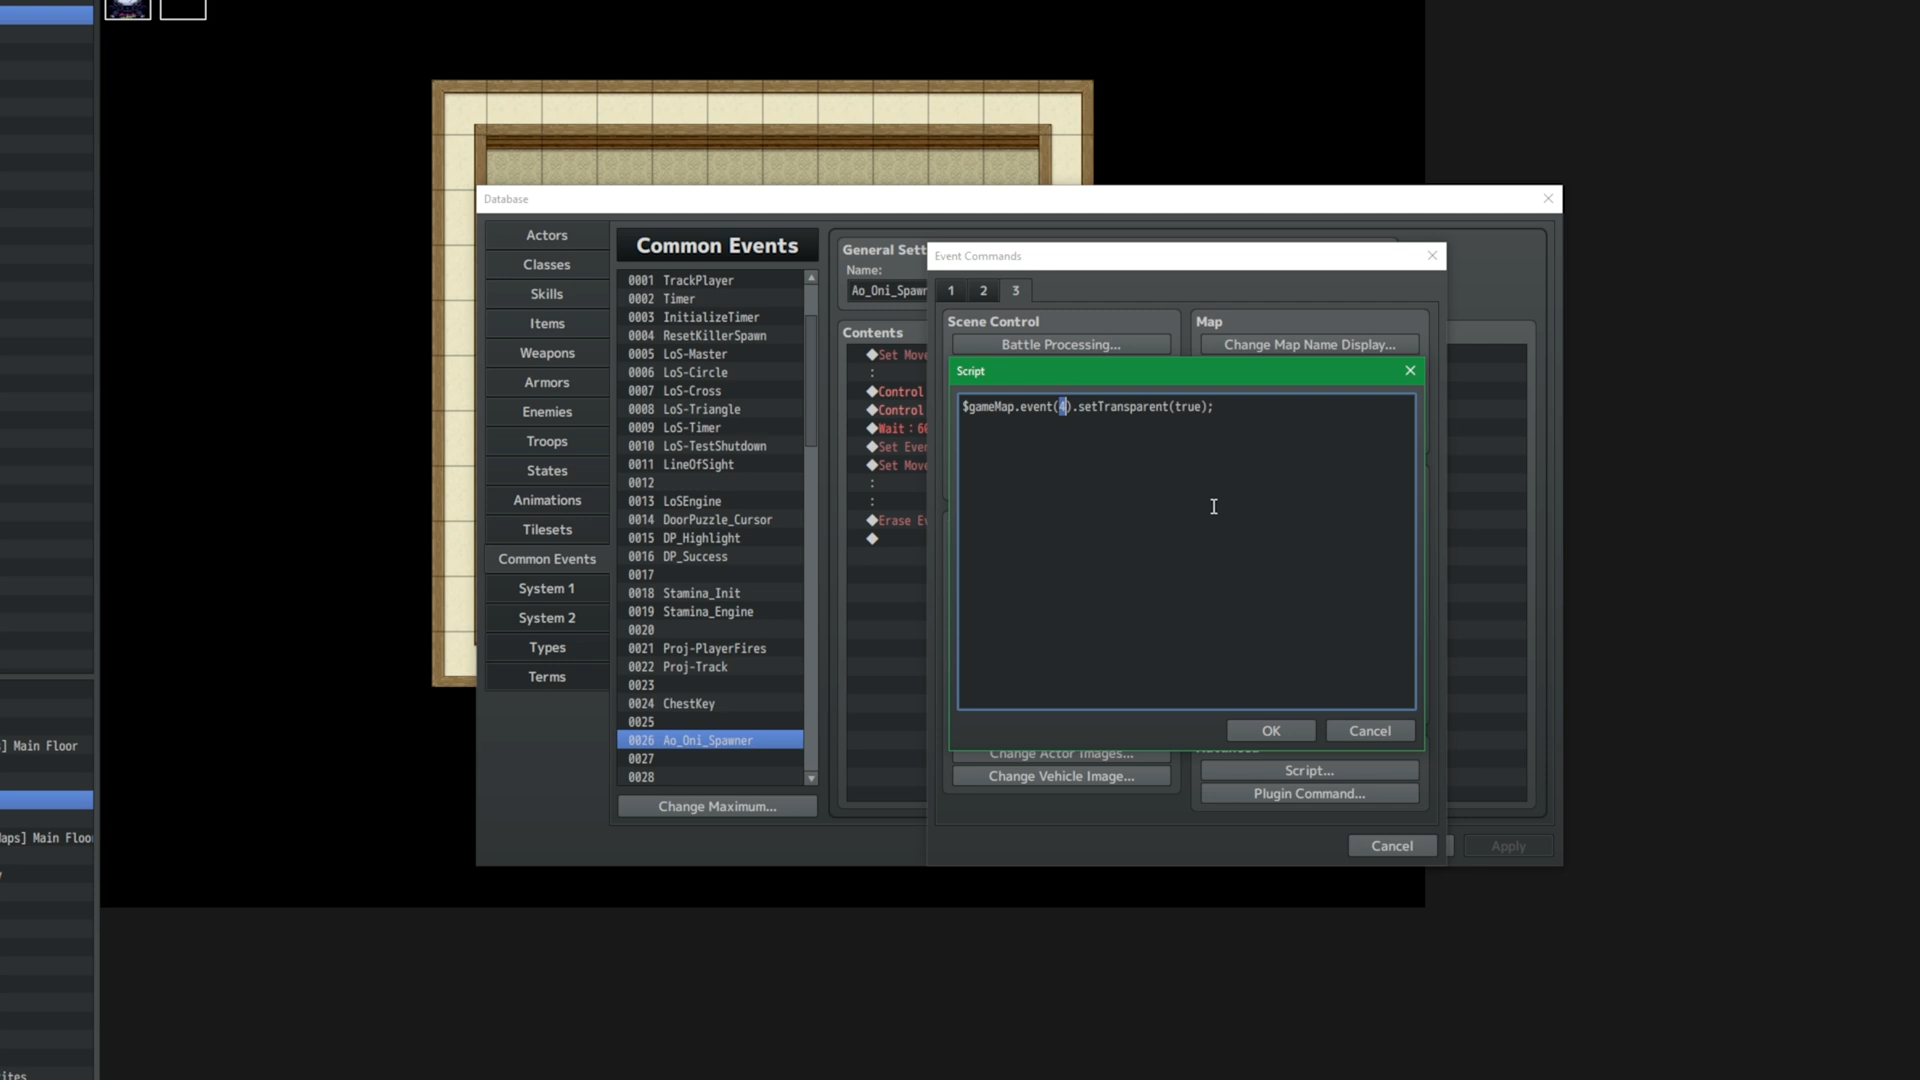 Database
Actors
Classes
Skills
Items
Weapons
Armors
Enemies
Troops
States
Animations
Tilesets
Common Events
System 1
System 2
Types
Terms
Common Events
0001 TrackPlayer
0002 Timer
0003 InitializeTimer
0004 ResetKillerSpawn
0005 LoS-Master
0006 LoS-Circle
0007 LoS-Cross
0008 LoS-Triangle
0009 LoS-Timer
0010 LoS-TestShutdown
0011 LineOfSight
0012
0013 LoSEngine
0014 DoorPuzzle_Cursor
0015 DP_Highlight
0016 DP_Success
0017
0018 Stamina_Init
0019 Stamina_Engine
0020
0021 Proj-PlayerFires
0022 Proj-Track
0023
0024 ChestKey
0025
0026 Ao_Oni_Spawner
0027
0028
Change Maximum...
General Sett
Name:
Ao_Oni_Spawn
Contents
◆Set Move
:
◆Control
◆Control
◆Wait : 60
◆Set Even
◆Set Move
:
:
◆Erase Ev
◆
Event Commands
1 2 3
Scene Control
Battle Processing...
Map
Change Map Name Display...
Script
$gameMap.event(4).setTransparent(true);
OK
Cancel
Change Actor Images...
Change Vehicle Image...
Advanced
Script...
Plugin Command...
Cancel
Apply
] Main Floor
aps] Main Floo
ites